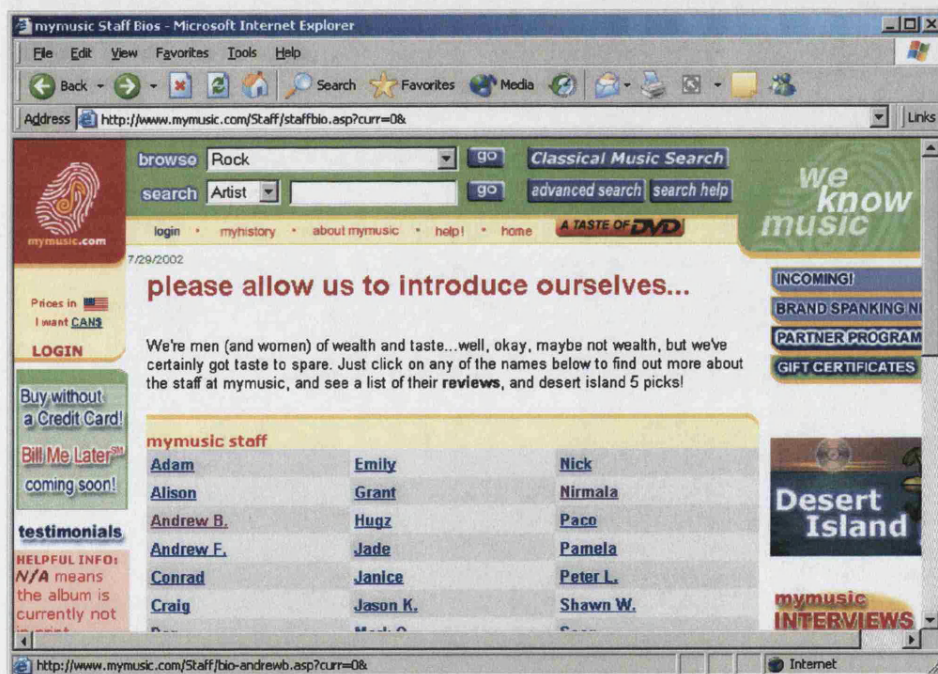 mymusic Staff Bios - Microsoft Internet Explorer
File Edit View Favorites Tools Help
Back Search Favorites Media
Address http://www.mymusic.com/Staff/staffbio.asp?curr=0& Links
mymusic.com
browse Rock go Classical Music Search
search Artist go advanced search search help
we know music
login • myhistory • about mymusic • help! • home A TASTE OF DVD
7/29/2002
please allow us to introduce ourselves...
Prices in
I want CAN$
LOGIN
We're men (and women) of wealth and taste...well, okay, maybe not wealth, but we've
certainly got taste to spare. Just click on any of the names below to find out more about
the staff at mymusic, and see a list of their reviews, and desert island 5 picks!
INCOMING!
BRAND SPANKING
PARTNER PROGRAM
GIFT CERTIFICATES
Buy without
a Credit Card!
Bill Me Later SM
coming soon!
testimonials
HELPFUL INFO:
N/A means
the album is
currently not
mymusic staff
Adam Emily Nick
Alison Grant Nirmala
Andrew B. Hugz Paco
Andrew F. Jade Pamela
Conrad Janice Peter L.
Craig Jason K. Shawn W.
Desert
Island
mymusic
INTERVIEWS
http://www.mymusic.com/Staff/bio-andrewb.asp?curr=0& Internet